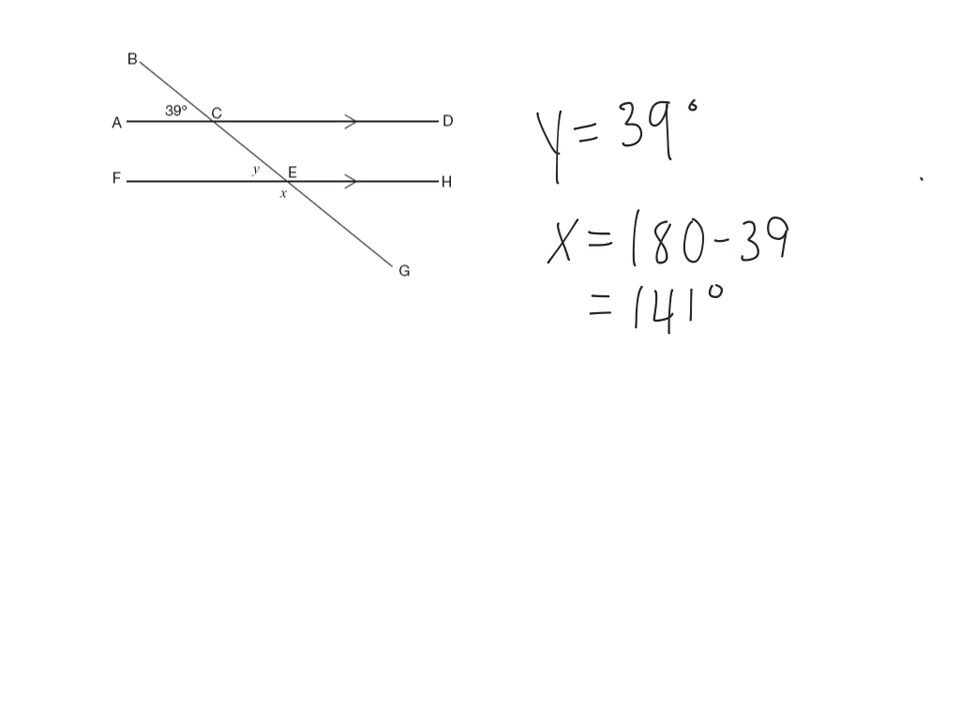 B
39° C
A D
y E
F H
x
G
y = 39°
x = 180 - 39
= 141°